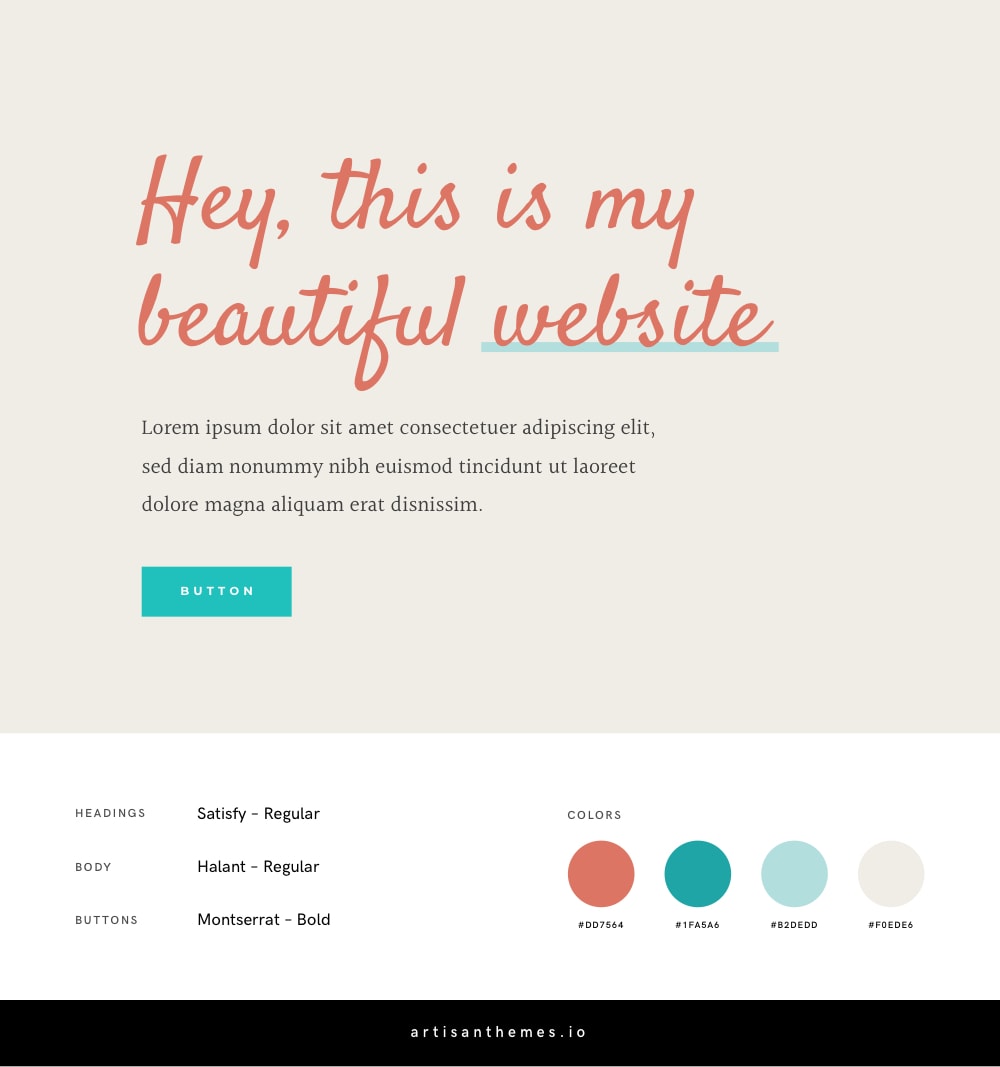 Hey, this is my
beautiful website
Lorem ipsum dolor sit amet consectetuer adipiscing elit,
sed diam nonummy nibh euismod tincidunt ut laoreet
dolore magna aliquam erat disnissim.
BUTTON
HEADINGS Satisfy – Regular
BODY Halant – Regular
BUTTONS Montserrat – Bold
COLORS
#DD7564 #1FA5A6 #B2DEDD #F0EDE6
artisanthemes.io